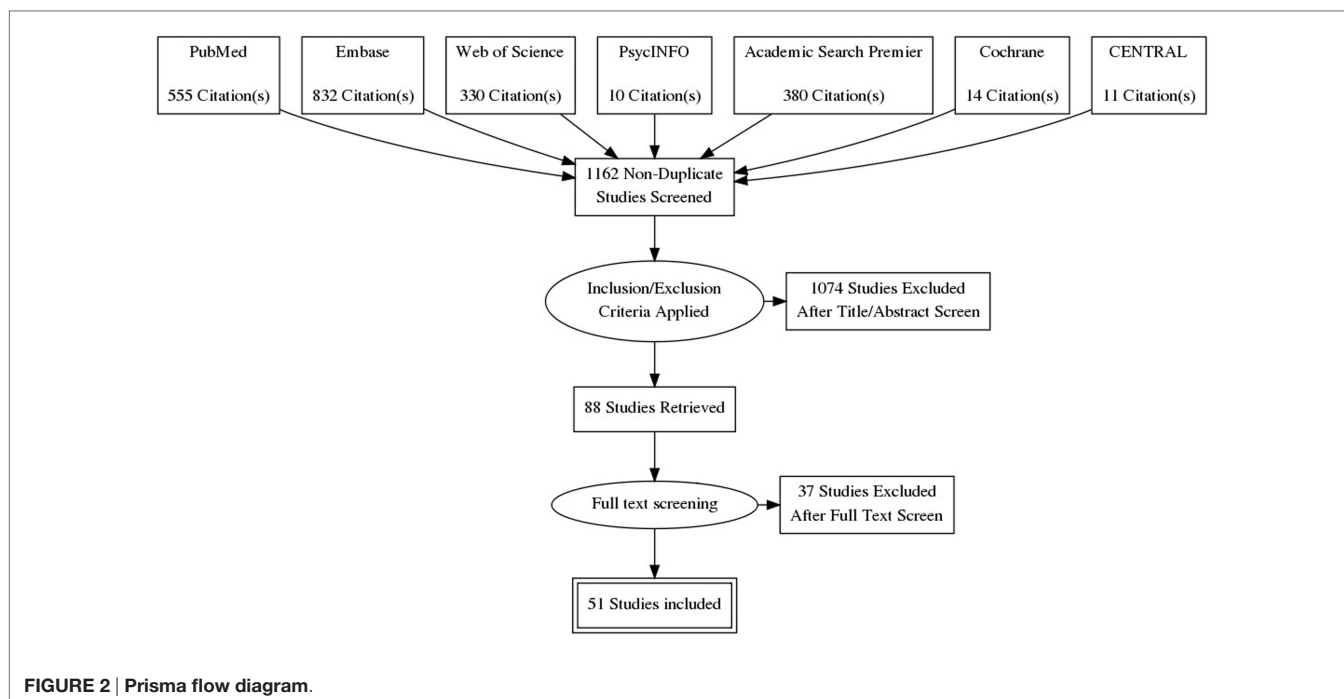 PubMed
555 Citation(s)
Embase
832 Citation(s)
Web of Science
330 Citation(s)
PsycINFO
10 Citation(s)
Academic Search Premier
380 Citation(s)
Cochrane
14 Citation(s)
CENTRAL
11 Citation(s)
1162 Non-Duplicate
Studies Screened
Inclusion/Exclusion
Criteria Applied
1074 Studies Excluded
After Title/Abstract Screen
88 Studies Retrieved
Full text screening
37 Studies Excluded
After Full Text Screen
51 Studies included
FIGURE 2 | Prisma flow diagram.